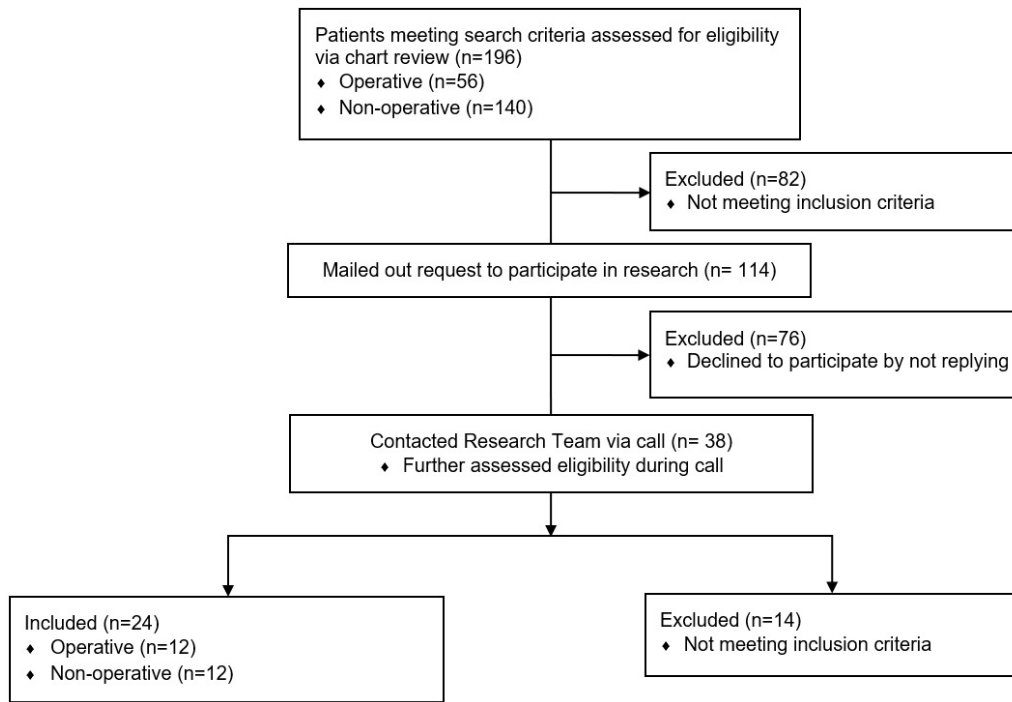 Patients meeting search criteria assessed for eligibility
via chart review (n=196)
♦ Operative (n=56)
♦ Non-operative (n=140)
Excluded (n=82)
♦ Not meeting inclusion criteria
Mailed out request to participate in research (n= 114)
Excluded (n=76)
♦ Declined to participate by not replying
Contacted Research Team via call (n= 38)
♦ Further assessed eligibility during call
Included (n=24)
♦ Operative (n=12)
♦ Non-operative (n=12)
Excluded (n=14)
♦ Not meeting inclusion criteria